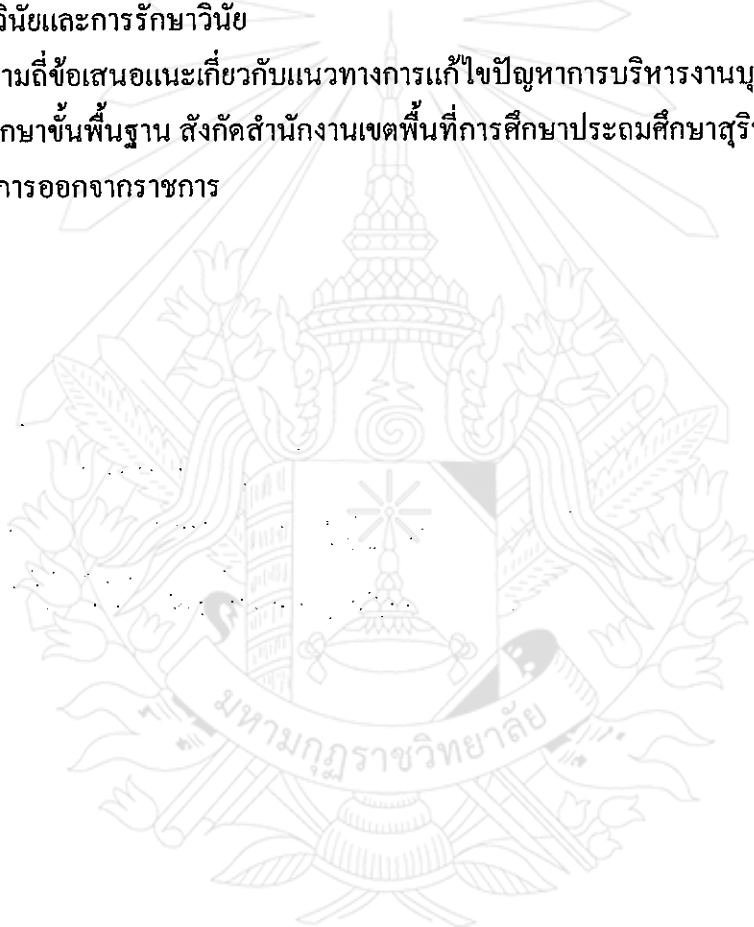 วินัยและการรักษาวินัย
ามถี่ข้อเสนอแนะเกี่ยวกับแนวทางการแก้ไขปัญหาการบริหารงานบุ
กษาขั้นพื้นฐาน สังกัดสำนักงานเขตพื้นที่การศึกษาประถมศึกษาสุริ
การออกจากราชการ
มหามกุฏราชวิทยาลัย